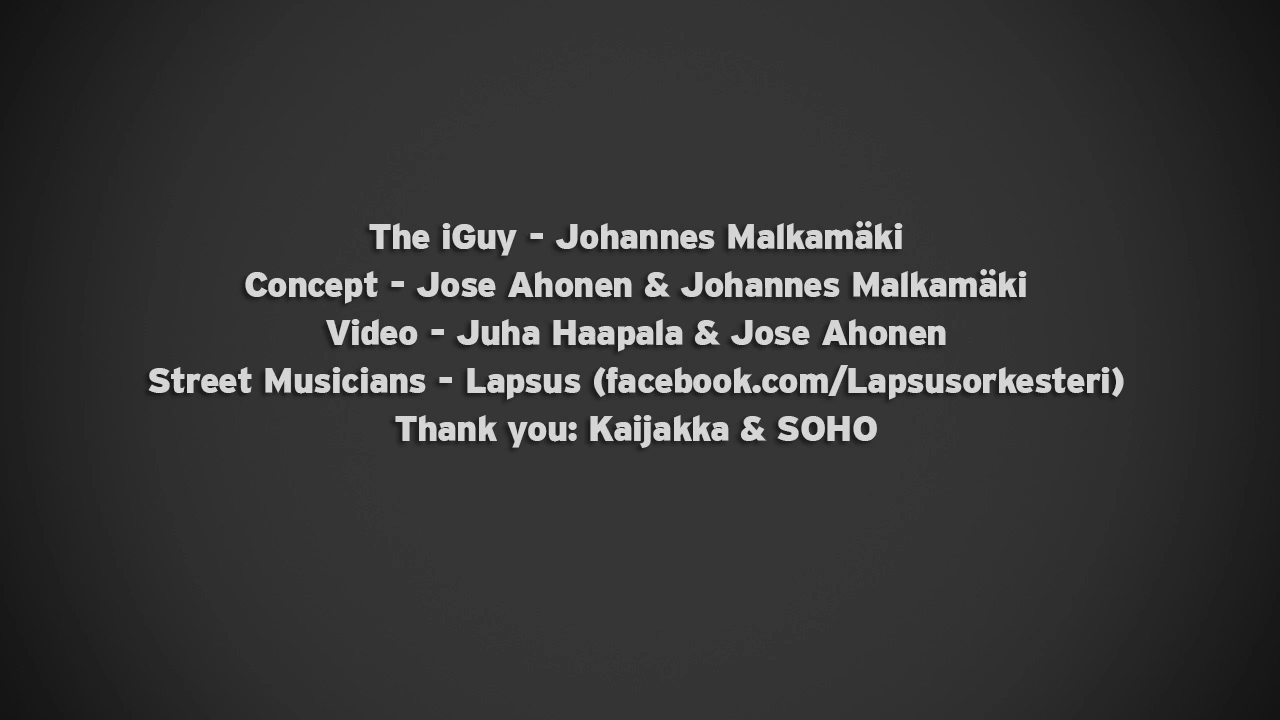 The iGuy - Johannes Malkamäki
Concept - Jose Ahonen & Johannes Malkamäki
Video - Juha Haapala & Jose Ahonen
Street Musicians - Lapsus (facebook.com/Lapsusorkesteri)
Thank you: Kaijakka & SOHO